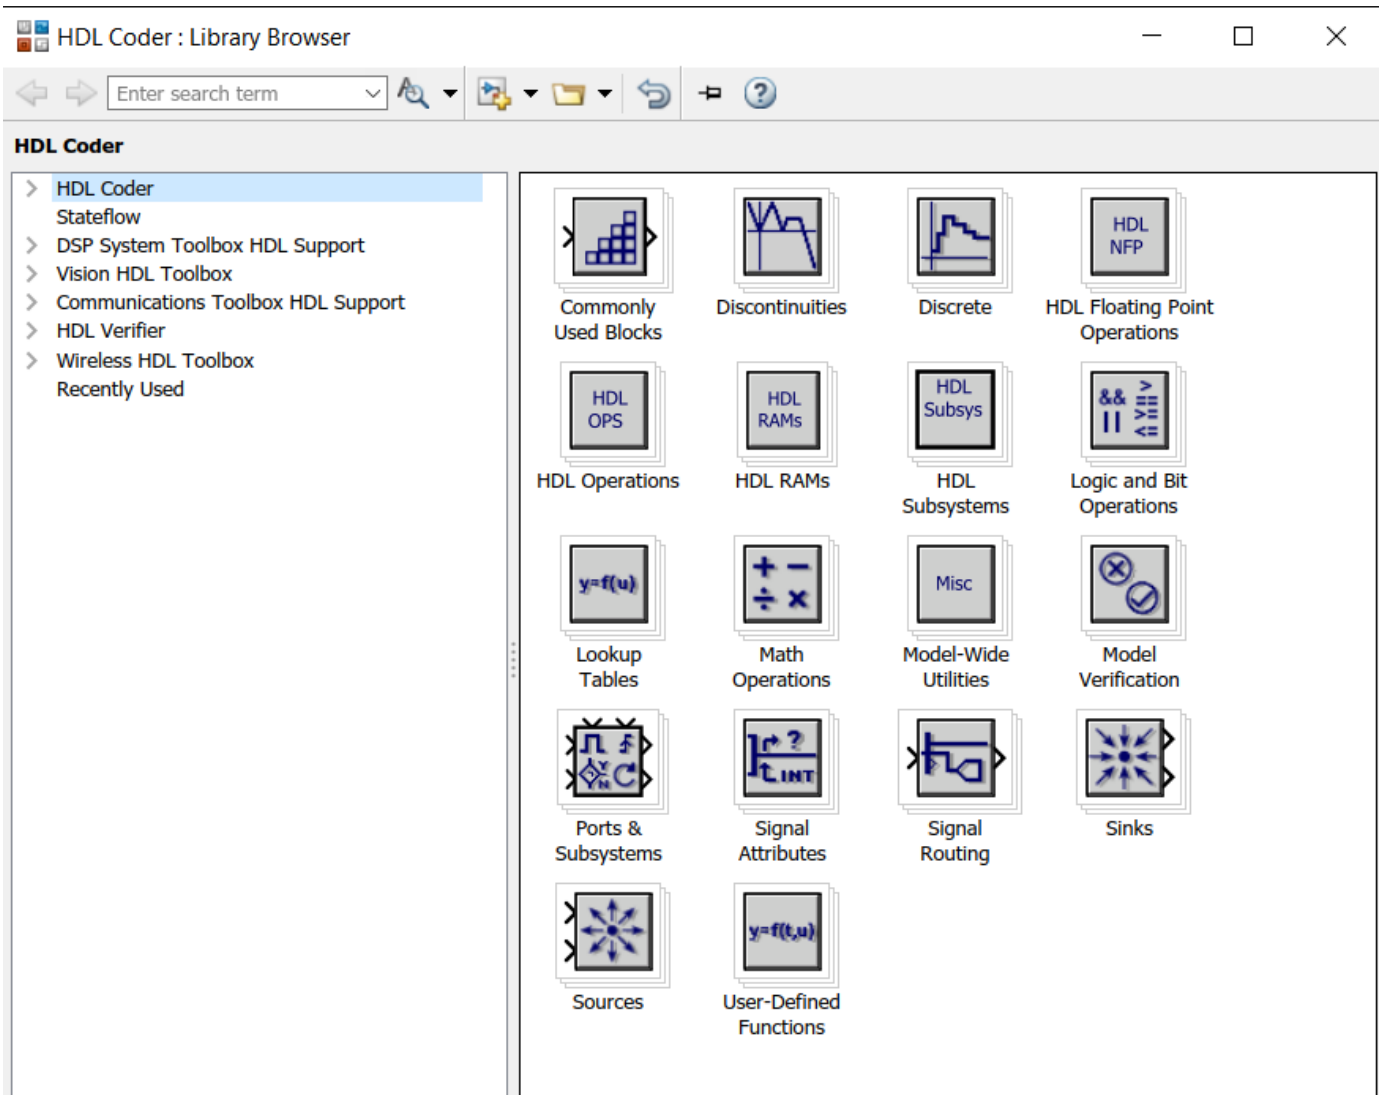 HDL Coder : Library Browser
Enter search term
HDL Coder
HDL Coder
Stateflow
DSP System Toolbox HDL Support
Vision HDL Toolbox
Communications Toolbox HDL Support
HDL Verifier
Wireless HDL Toolbox
Recently Used
HDL
NFP
Commonly
Used Blocks
Discontinuities
Discrete
HDL Floating Point
Operations
HDL
OPS
HDL
RAMs
HDL
Subsys
&& >
== 
|| >=
<=
HDL Operations
HDL RAMs
HDL
Subsystems
Logic and Bit
Operations
y=f(u)
+ −
÷ ×
Misc
Lookup
Tables
Math
Operations
Model-Wide
Utilities
Model
Verification
Y
N
?
INT
Ports &
Subsystems
Signal
Attributes
Signal
Routing
Sinks
y=f(t,u)
Sources
User-Defined
Functions